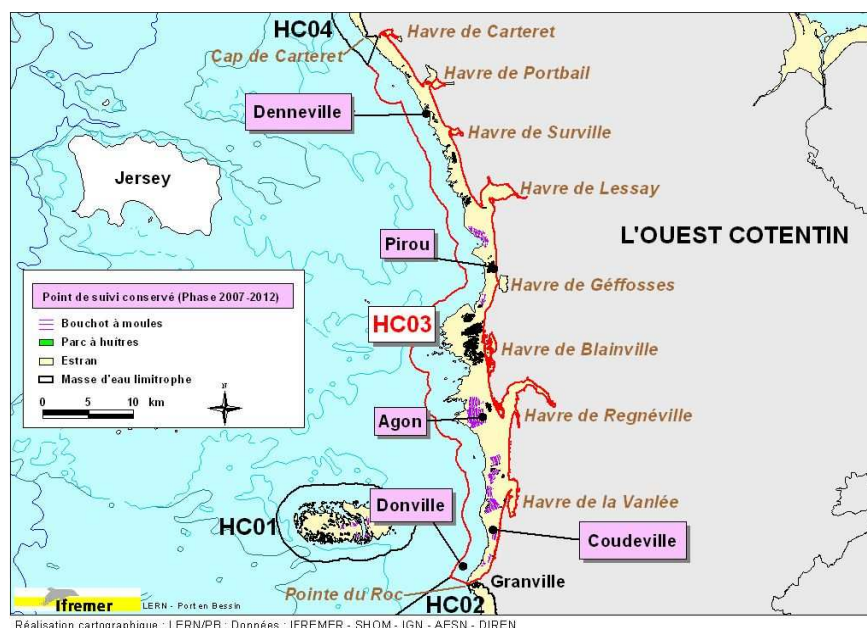 HC04
Havre de Carteret
Cap de Carteret
Havre de Portbail
Denneville
Havre de Surville
Jersey
Havre de Lessay
L'OUEST COTENTIN
Pirou
Havre de Géffosses
Point de suivi conservé (Phase 2007-2012)
Bouchot à moules
Parc à huîtres
Estran
Masse d'eau limitrophe
0 5 10 km
N
HC03
Havre de Blainville
Agon
Havre de Regnéville
Donville
Havre de la Vanlée
HC01
Coudeville
Pointe du Roc
Granville
HC02
Ifremer
LERN - Port en Bessin
Réalisation cartographique : LERN/PB ; Données : IFREMER - SHOM - IGN - AESN - DIREN